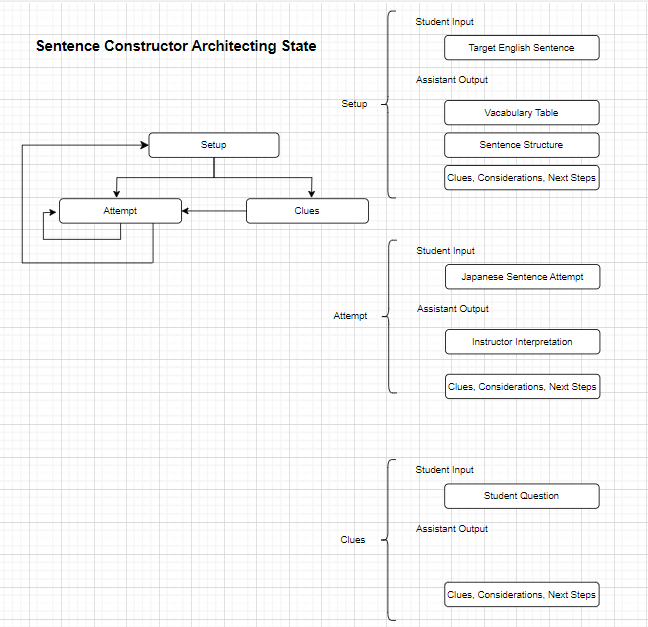 Sentence Constructor Architecting State
Setup
Attempt
Clues
Setup
Student Input
Target English Sentence
Assistant Output
Vacabulary Table
Sentence Structure
Clues, Considerations, Next Steps
Attempt
Student Input
Japanese Sentence Attempt
Assistant Output
Instructor Interpretation
Clues, Considerations, Next Steps
Clues
Student Input
Student Question
Assistant Output
Clues, Considerations, Next Steps